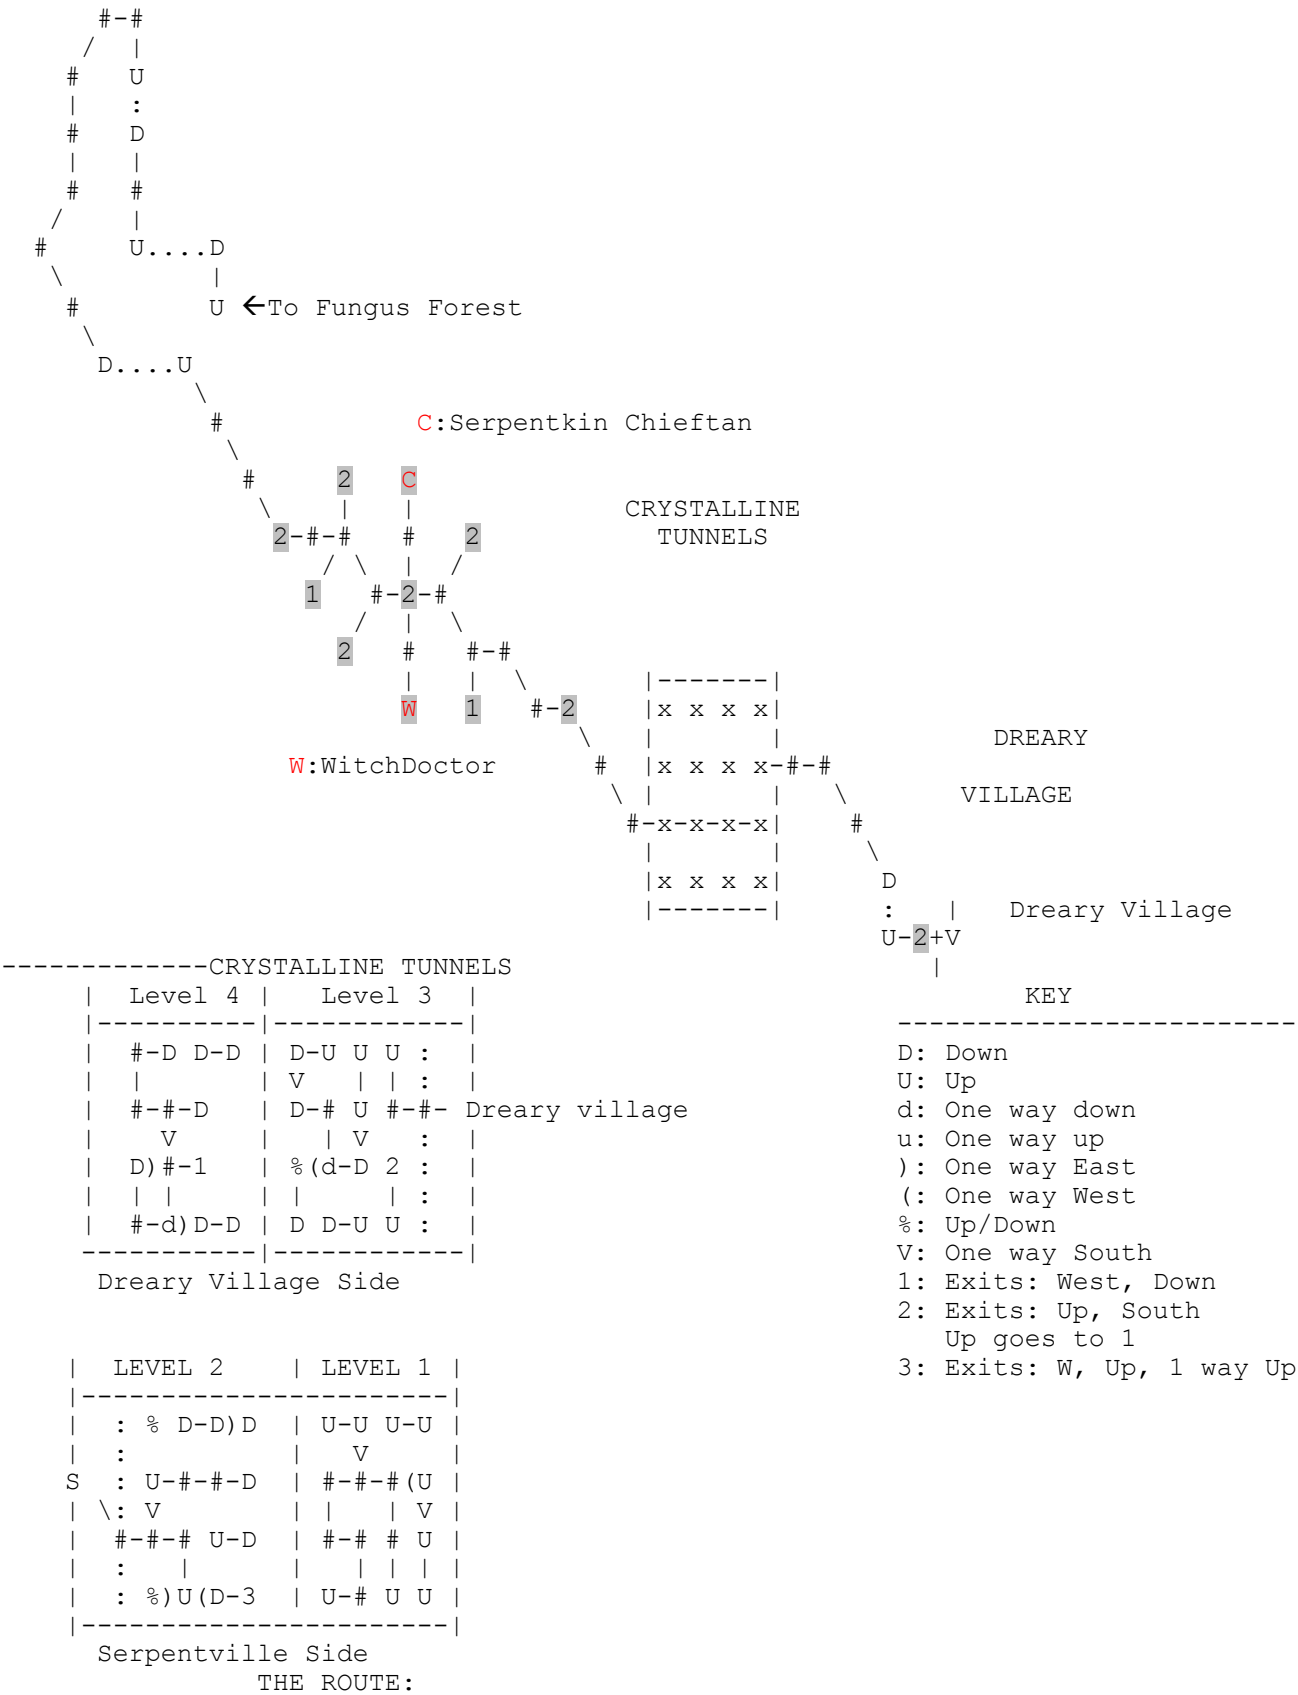 #-#
           /  |
          #   U
          |   :
          #   D
          |   |
          #   #
         /    |
        #     U....D
         \         |
          #        U ←To Fungus Forest
           \
            D....U
                  \
                   #            C:Serpentkin Chieftan
                    \
                     #     2   C
                      \    |   |             CRYSTALLINE
                       2-#-#   #   2           TUNNELS
                          / \  |  /
                         1   #-2-#
                            /  |  \
                           2   #   #-#
                               |   |  \       |-------|
                               W   1   #-2    |x x x x|
                                          \   |       |             DREARY
                        W:WitchDoctor      #  |x x x x-#-#
                                            \ |       |   \       VILLAGE
                                             #-x-x-x-x|    #
                                              |       |     \
                                              |x x x x|      D
                                              |-------|      :   |   Dreary Village
                                                             U-2+V
-------------CRYSTALLINE TUNNELS                                |
     |  Level 4 |   Level 3  |                                  KEY
     |----------|------------|                          -------------------------
     |  #-D D-D | D-U U U :  |                          D: Down
     |  |       | V   | | :  |                          U: Up
     |  #-#-D   | D-# U #-#- Dreary village             d: One way down
     |    V     |   | V   :  |                          u: One way up
     |  D)#-1   | %(d-D 2 :  |                          ): One way East
     |  | |     | |     | :  |                          (: One way West
     |  #-d)D-D | D D-U U :  |                          %: Up/Down
     -----------|------------|                          V: One way South
      Dreary Village Side                               1: Exits: West, Down
                                                        2: Exits: Up, South
                                                           Up goes to 1
    |  LEVEL 2    | LEVEL 1 |                           3: Exits: W, Up, 1 way Up
    |-----------------------|
    |  : % D-D)D  | U-U U-U |
    |  :          |   V     |
    S  : U-#-#-D  | #-#-#(U |
    | \: V        | |   | V |
    |  #-#-# U-D  | #-# # U |
    |  :   |      |   | | | |
    |  : %)U(D-3  | U-# U U |
    |-----------------------|
      Serpentville Side
                THE ROUTE: